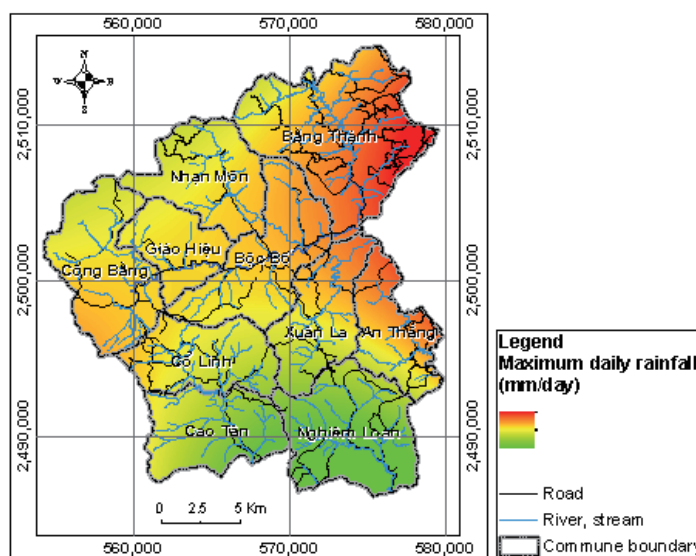 560,000 570,000 580,000
N
W E
S
2,510,000 2,510,000
Bằng Thành
Nhạn Môn
Giáo Hiệu
Bộc Bố
Công Bằng
2,500,000 2,500,000
Xuân La An Thắng
Cổ Linh
2,490,000 2,490,000
Cao Tân Nghiêm Loan
0 2.5 5 Km
560,000 570,000 580,000
Legend
Maximum daily rainfall
(mm/day)
Road
River, stream
Commune boundary